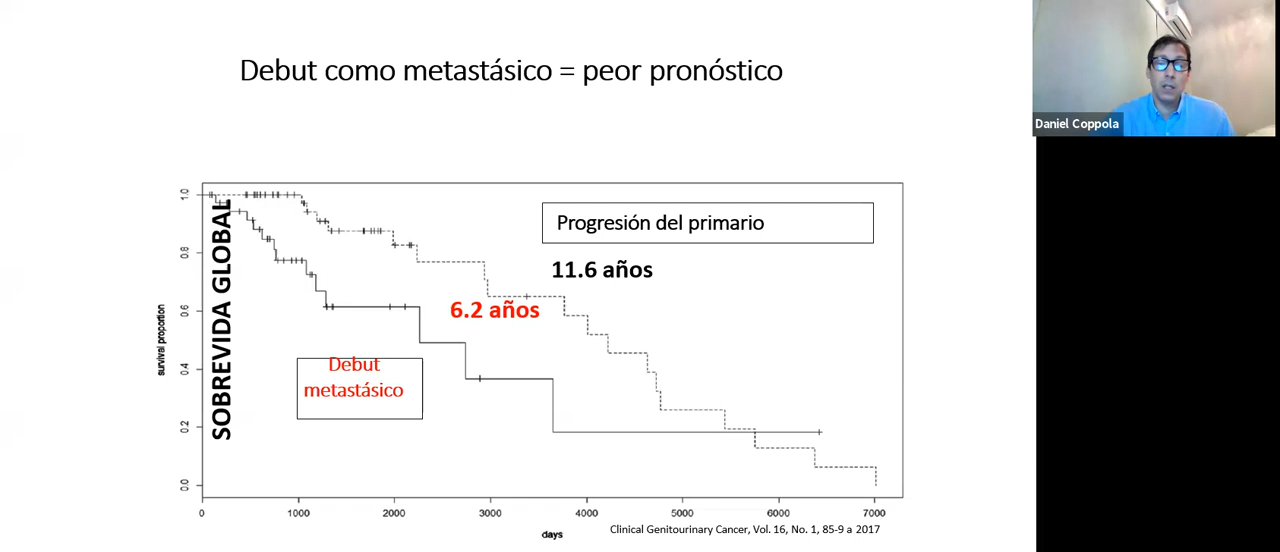 Debut como metastásico = peor pronóstico
Daniel Coppola
SOBREVIDA GLOBAL
survival proportion
1.0
0.8
0.6
0.4
0.2
0.0
Progresión del primario
11.6 años
6.2 años
Debut
metastásico
0 1000 2000 3000 4000 5000 6000 7000
days
Clinical Genitourinary Cancer, Vol. 16, No. 1, 85-9 a 2017